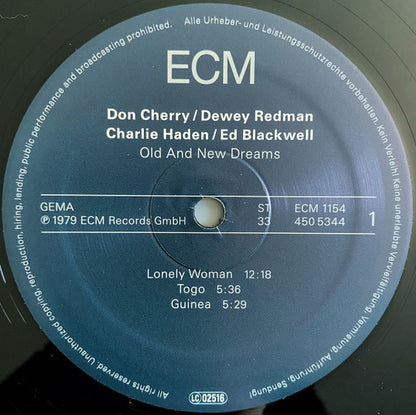 Alle Urheber- und Leistungsschutzrechte vorbehalten. Kein Verleih! Keine unerlaubte Vervielfältigung, Vermietung, Aufführung, Sendung!
ECM
Don Cherry / Dewey Redman
Charlie Haden / Ed Blackwell
Old And New Dreams
GEMA ST ECM 1154
℗ 1979 ECM Records GmbH 33 450 5344 1
Lonely Woman 12:18
Togo 5:36
Guinea 5:29
LC 02516
All rights reserved. Unauthorized copying, reproduction, hiring, lending, public performance and broadcasting prohibited.